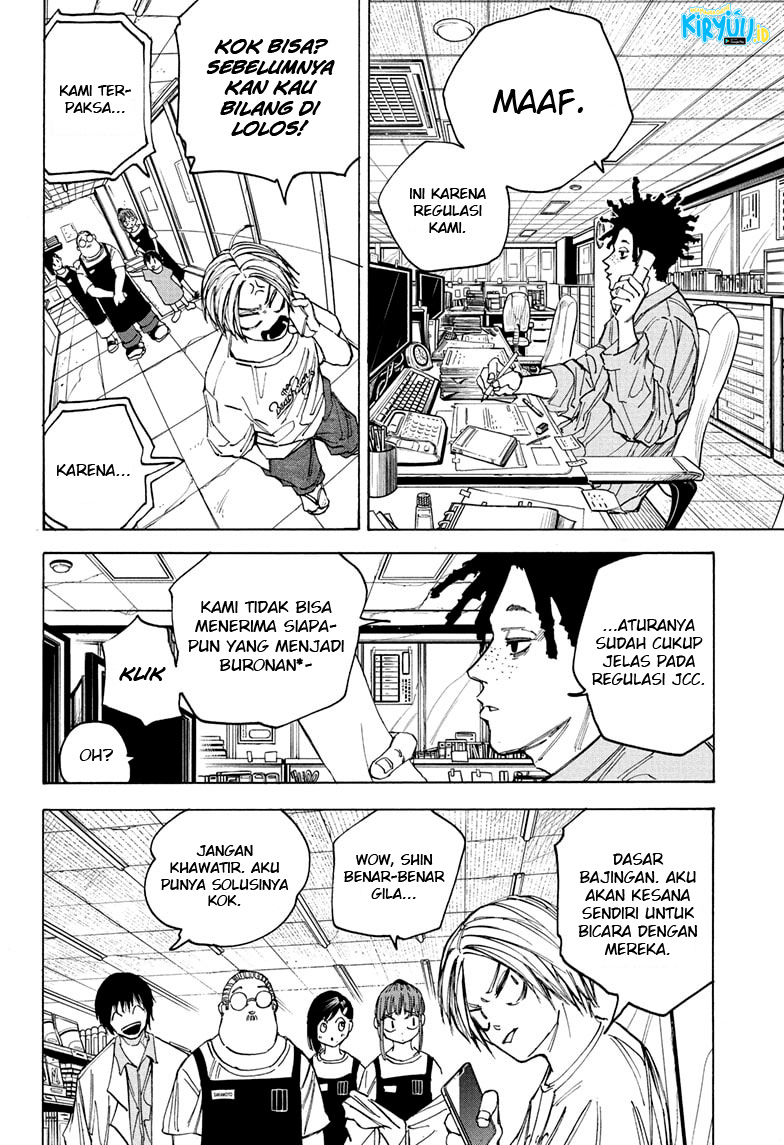 KIRYUU.ID
MAAF.
INI KARENA
REGULASI
KAMI.
KOK BISA?
SEBELUMNYA
KAN KAU
BILANG DI
LOLOS!
KAMI TER-
PAKSA...
KARENA...
...ATURANYA
SUDAH CUKUP
JELAS PADA
REGULASI JCC.
KAMI TIDAK BISA
MENERIMA SIAPA-
PUN YANG MENJADI
BURONAN*-
KLIK
OH?
DASAR
BAJINGAN. AKU
AKAN KESANA
SENDIRI UNTUK
BICARA DENGAN
MEREKA.
WOW, SHIN
BENAR-BENAR
GILA...
JANGAN
KHAWATIR. AKU
PUNYA SOLUSINYA
KOK.
SAKAMOTO